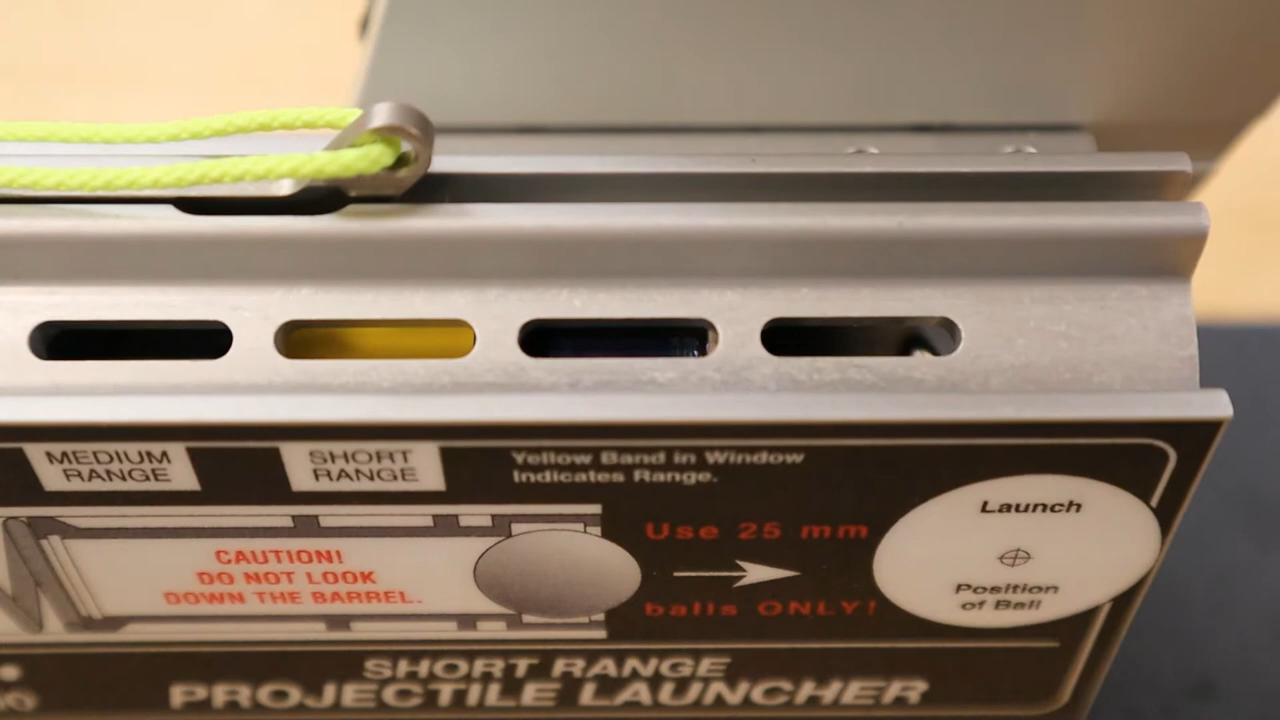 MEDIUM
RANGE
SHORT
RANGE
Yellow Band in Window
Indicates Range.
CAUTION!
DO NOT LOOK
DOWN THE BARREL.
Use 25 mm
balls ONLY!
Launch
Position
of Ball
SHORT RANGE
PROJECTILE LAUNCHER